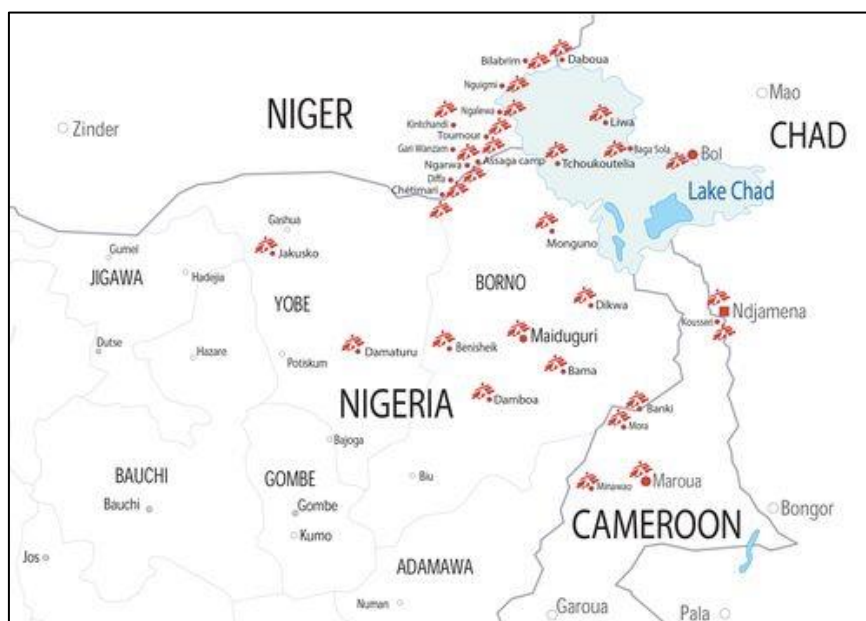 Bilabrim
Daboua
Nguigmi
Mao
NIGER
Ngalewa
Liwa
CHAD
Zinder
Kintchandi
Toumour
Gari Wanzam
Assaga camp
Baga Sola
Bol
Ngarwa
Tchoukoutelia
Diffa
Chetimari
Lake Chad
Gashua
Monguno
Gumel
Jakusko
JIGAWA
Hadejia
BORNO
YOBE
Dikwa
Ndjamena
Kousseri
Maiduguri
Dutse
Hazare
Potiskum
Damaturu
Benisheik
Bama
NIGERIA
Damboa
Banki
Mora
Bajoga
BAUCHI
GOMBE
Biu
Minawao
Maroua
Bauchi
Gombe
Bongor
CAMEROON
Kumo
Jos
ADAMAWA
Numan
Garoua
Pala